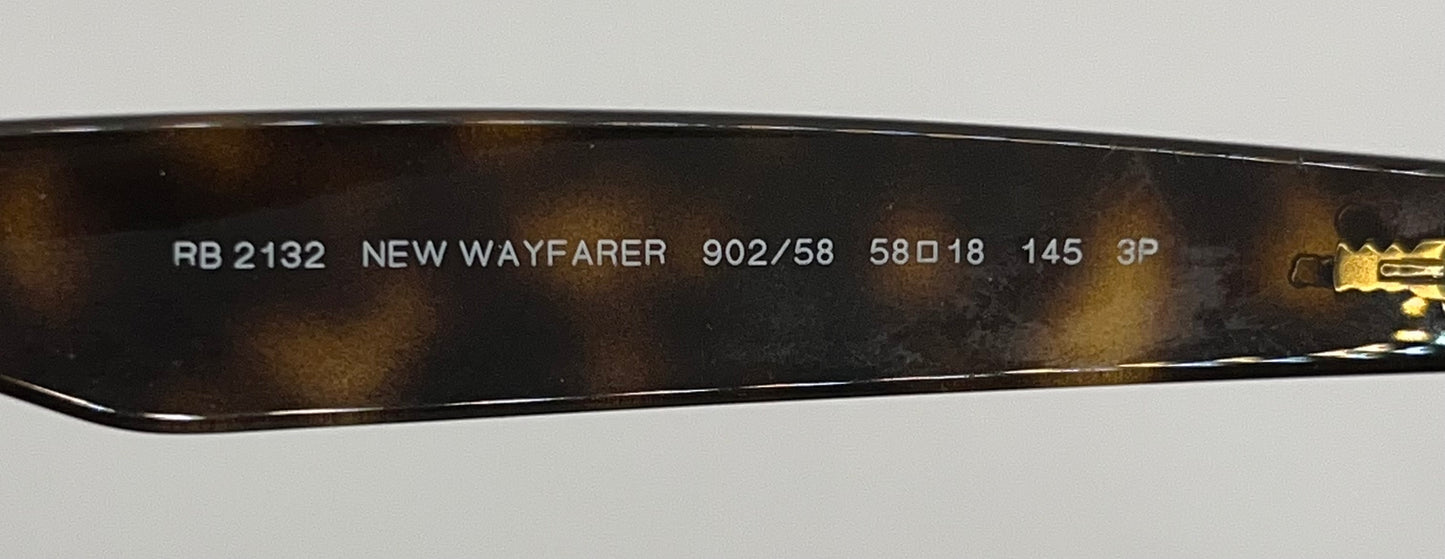 RB 2132 NEW WAYFARER 902/58 58□18 145 3P